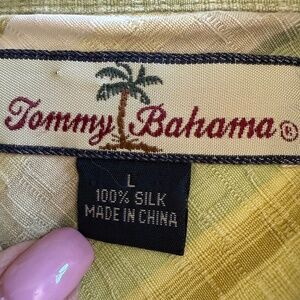 Tommy Bahama®
L
100% SILK
MADE IN CHINA